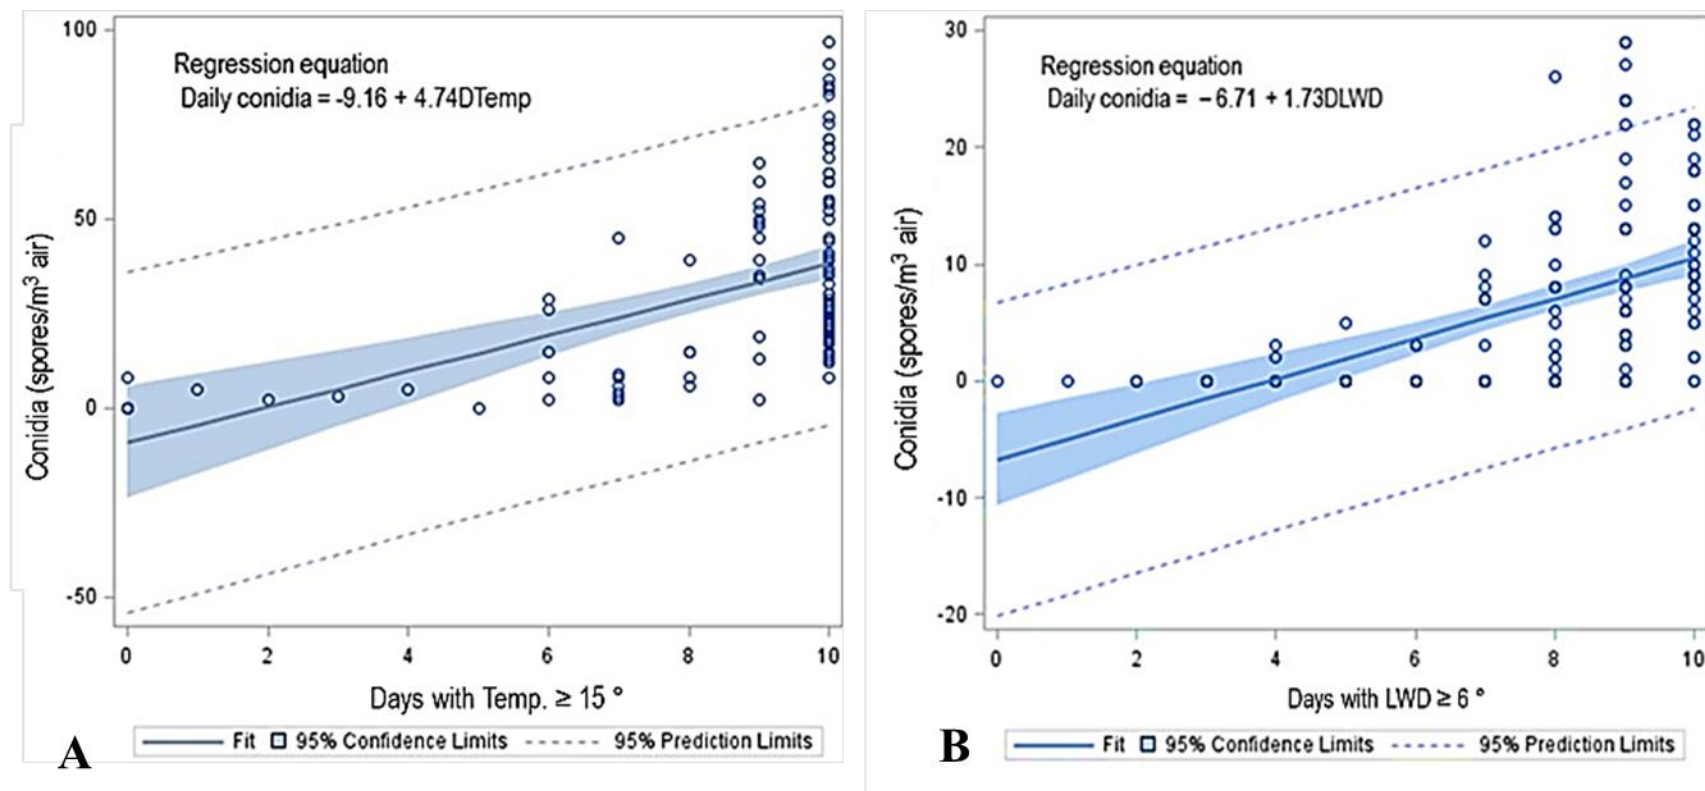 Regression equation
Daily conidia = -9.16 + 4.74DTemp
100
50
0
-50
Conidia (spores/m³ air)
0 2 4 6 8 10
Days with Temp. ≥ 15 °
Fit 95% Confidence Limits 95% Prediction Limits
A
Regression equation
Daily conidia = − 6.71 + 1.73DLWD
30
20
10
0
-10
-20
Conidia (spores/m³ air)
0 2 4 6 8 10
Days with LWD ≥ 6 °
Fit 95% Confidence Limits 95% Prediction Limits
B